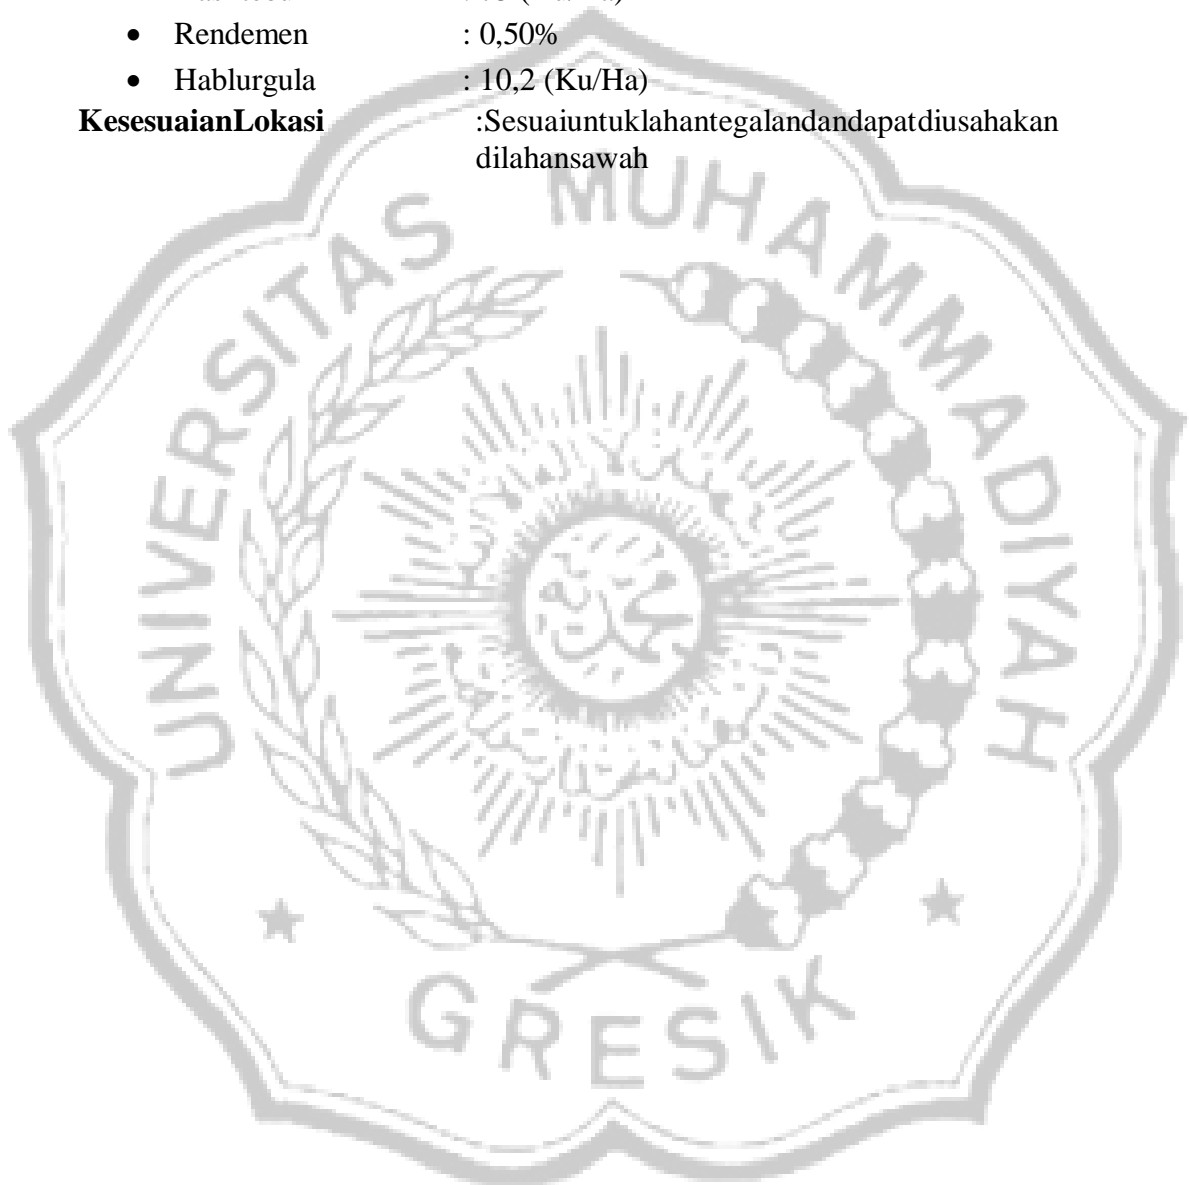 • Rendemen : 0,50%
• Hablurgula : 10,2 (Ku/Ha)
KesesuaianLokasi :Sesuaiuntuklahantegalandandapatdiusahakan
dilahansawah
UNIVERSITAS MUHAMMADIYAH
GRESIK